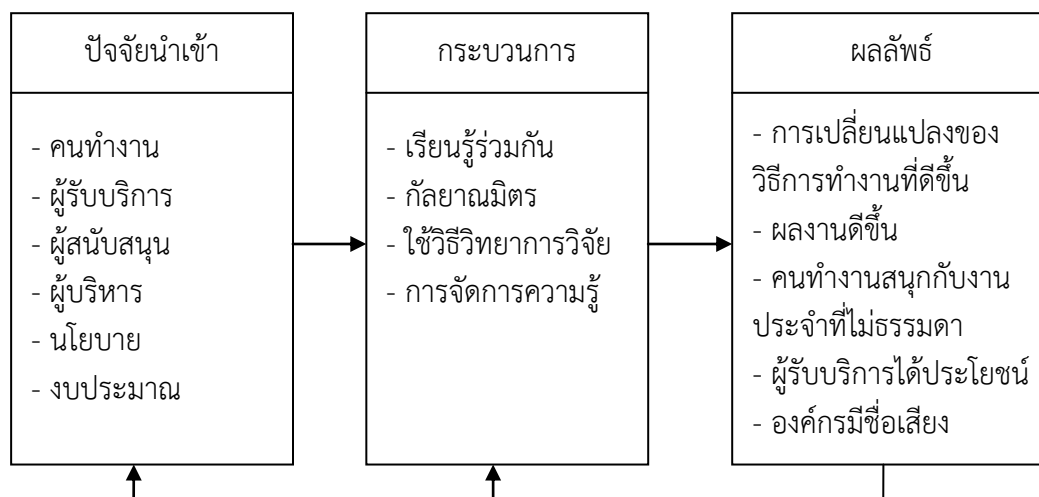 ปัจจัยนำเข้า
- คนทำงาน
- ผู้รับบริการ
- ผู้สนับสนุน
- ผู้บริหาร
- นโยบาย
- งบประมาณ
กระบวนการ
- เรียนรู้ร่วมกัน
- กัลยาณมิตร
- ใช้วิธีวิทยาการวิจัย
- การจัดการความรู้
ผลลัพธ์
- การเปลี่ยนแปลงของ
วิธีการทำงานที่ดีขึ้น
- ผลงานดีขึ้น
- คนทำงานสนุกกับงาน
ประจำที่ไม่ธรรมดา
- ผู้รับบริการได้ประโยชน์
- องค์กรมีชื่อเสียง